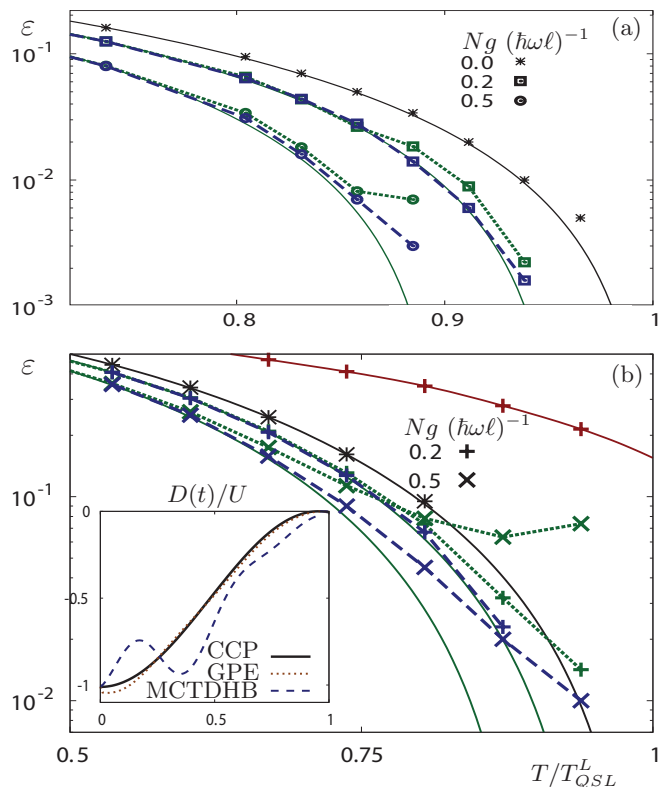 ε
(a)
Ng (ħωℓ)⁻¹
0.0
0.2
0.5
10⁻¹
10⁻²
10⁻³
0.8
0.9
1
ε
(b)
Ng (ħωℓ)⁻¹
0.2
0.5
10⁻¹
10⁻²
D(t)/U
0
-0.5
-1
CCP
GPE
MCTDHB
0
0.5
1
0.5
0.75
1
T/T^L_QSL